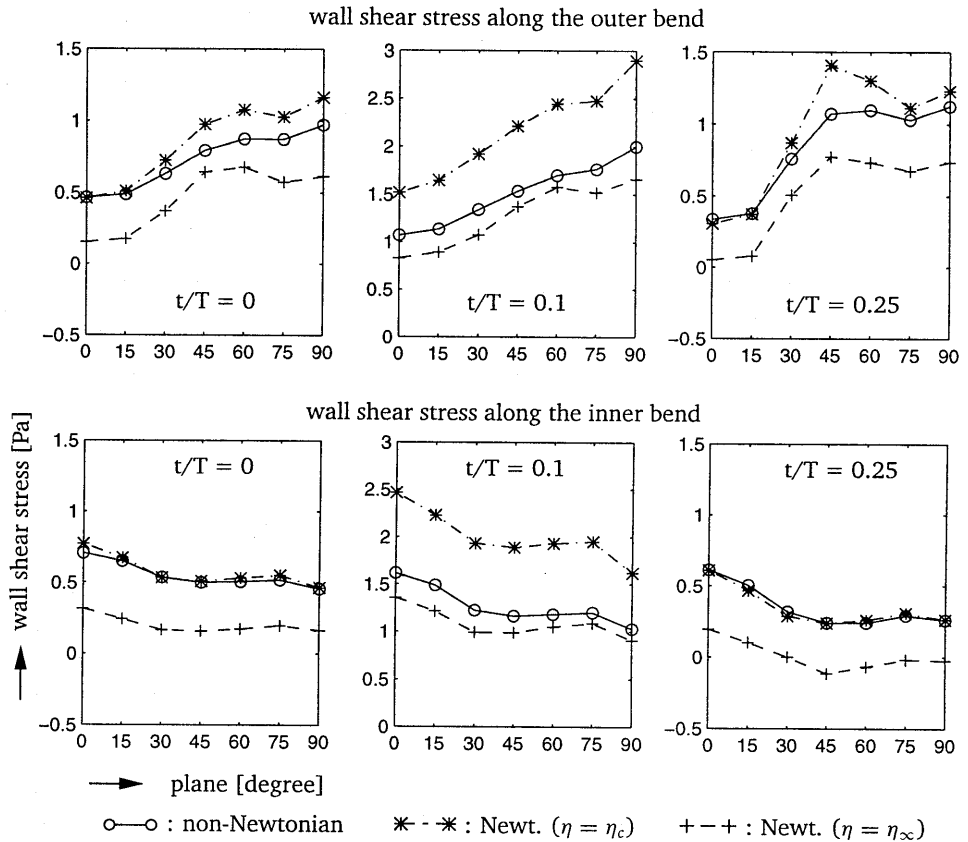 wall shear stress along the outer bend
1.5
1
0.5
0
−0.5
t/T = 0
0 15 30 45 60 75 90
3
2.5
2
1.5
1
0.5
0
t/T = 0.1
0 15 30 45 60 75 90
1.5
1
0.5
0
−0.5
t/T = 0.25
0 15 30 45 60 75 90
wall shear stress along the inner bend
wall shear stress [Pa]
1.5
1
0.5
0
−0.5
t/T = 0
0 15 30 45 60 75 90
3
2.5
2
1.5
1
0.5
0
t/T = 0.1
0 15 30 45 60 75 90
1.5
1
0.5
0
−0.5
t/T = 0.25
0 15 30 45 60 75 90
plane [degree]
: non-Newtonian : Newt. (η = η_c) : Newt. (η = η_∞)